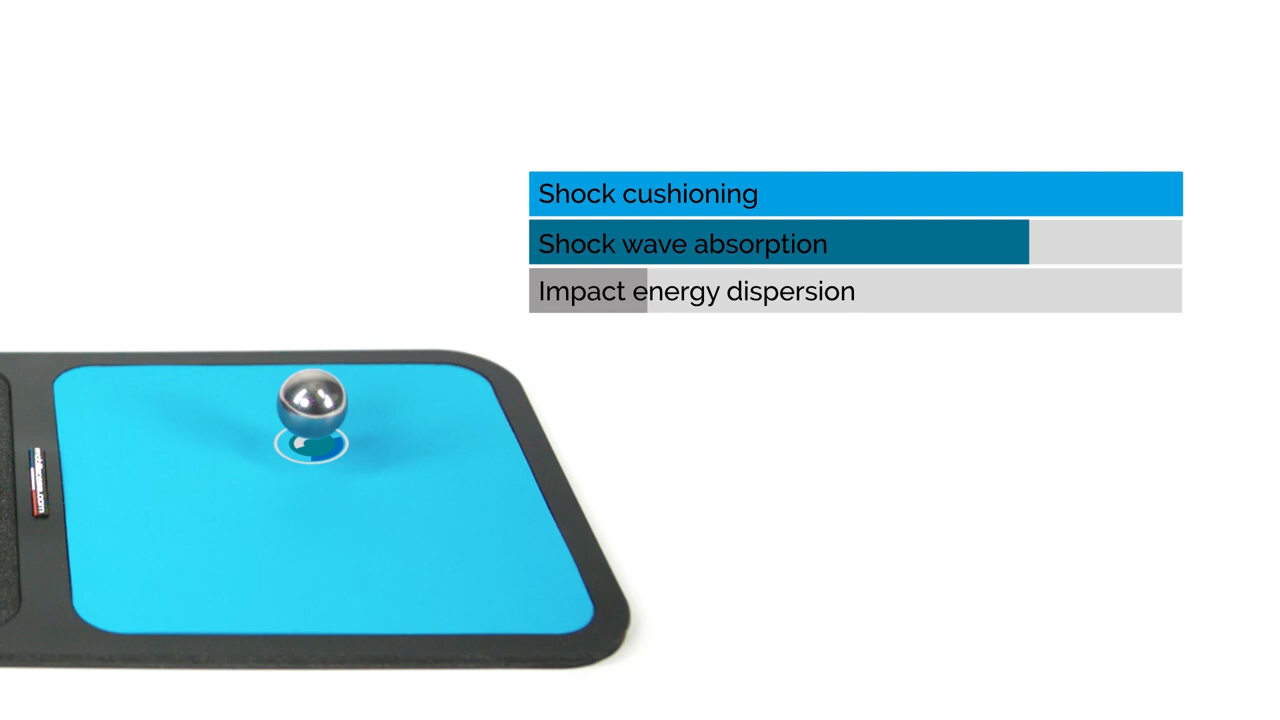 Shock cushioning
Shock wave absorption
Impact energy dispersion